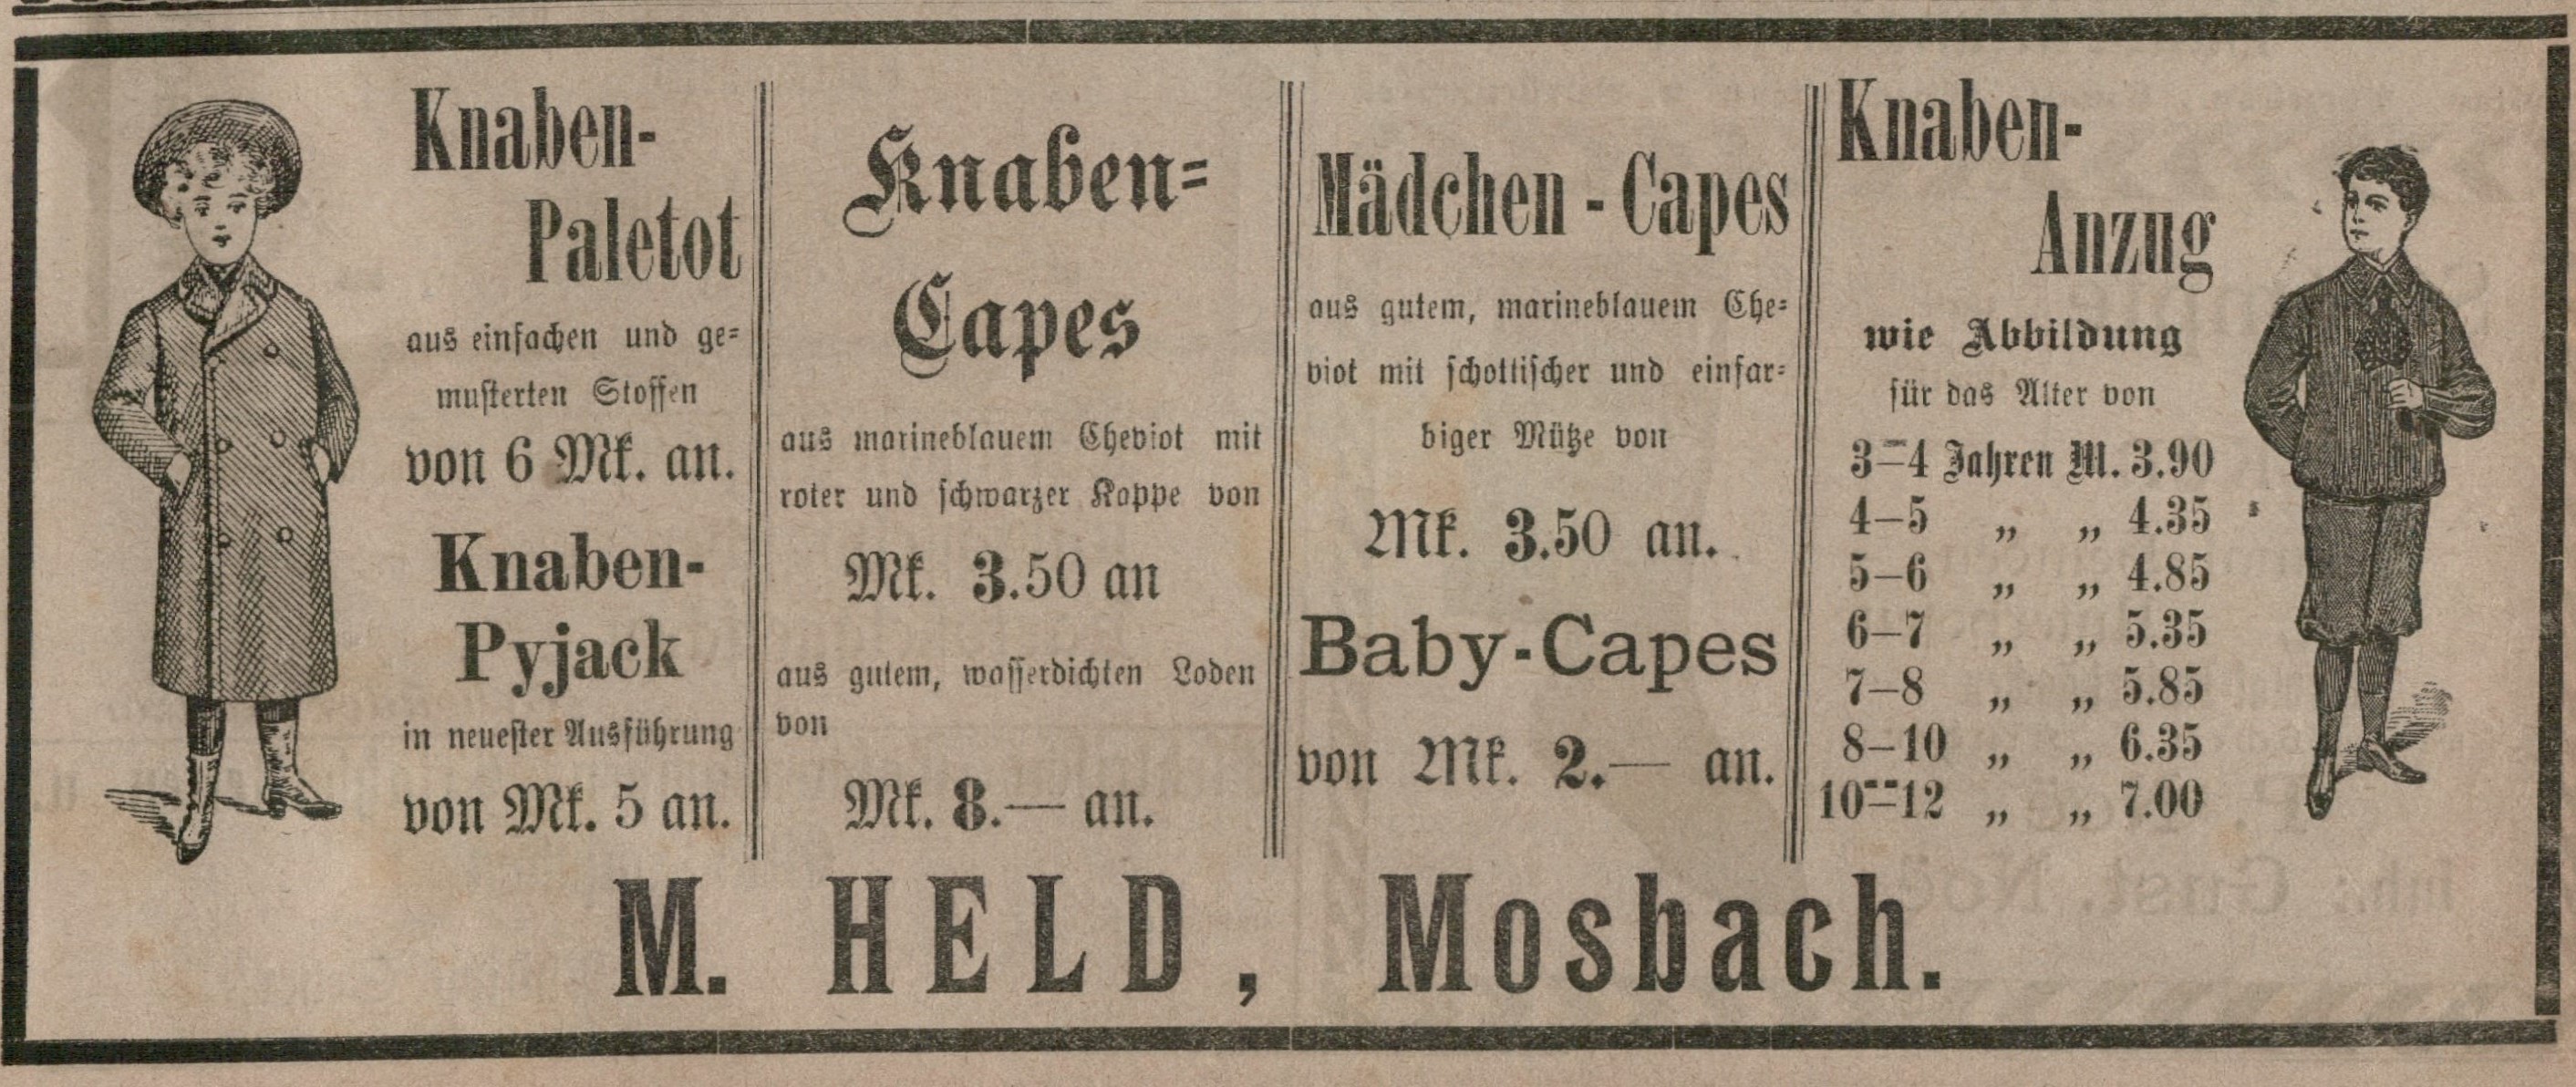 Knaben-
Paletot
aus einfachen und ge-
musterten Stoffen
von 6 Mk. an.
Knaben-
Pyjack
in neuester Ausführung
von Mk. 5 an.
Knaben-
Capes
aus marineblauem Cheviot mit
roter und schwarzer Kappe von
Mk. 3.50 an
aus gutem, wasserdichten Loden
von
Mk. 8.— an.
Mädchen-Capes
aus gutem, marineblauem Che-
viot mit schottischer und einfar-
biger Mütze von
Mk. 3.50 an.
Baby-Capes
von Mk. 2.— an.
Knaben-
Anzug
wie Abbildung
für das Alter von
3—4 Jahren M. 3.90
4—5 „ „ 4.35
5—6 „ „ 4.85
6—7 „ „ 5.35
7—8 „ „ 5.85
8—10 „ „ 6.35
10—12 „ „ 7.00
M. HELD, Mosbach.